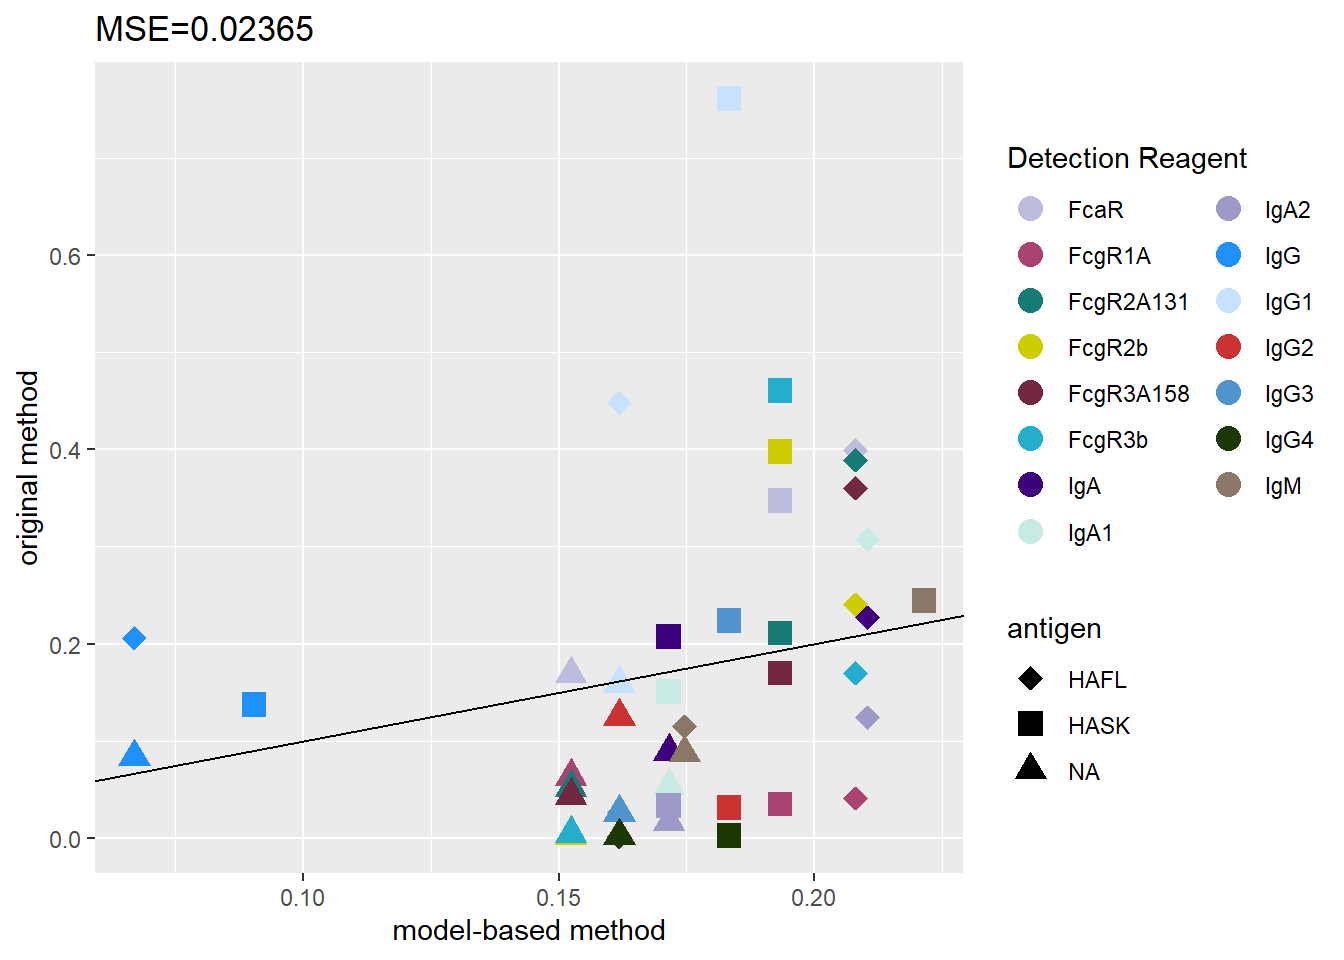 MSE=0.02365
original method
0.6
0.4
0.2
0.0
0.10
0.15
0.20
model-based method
Detection Reagent
FcaR
FcgR1A
FcgR2A131
FcgR2b
FcgR3A158
FcgR3b
IgA
IgA1
IgA2
IgG
IgG1
IgG2
IgG3
IgG4
IgM
antigen
HAFL
HASK
NA